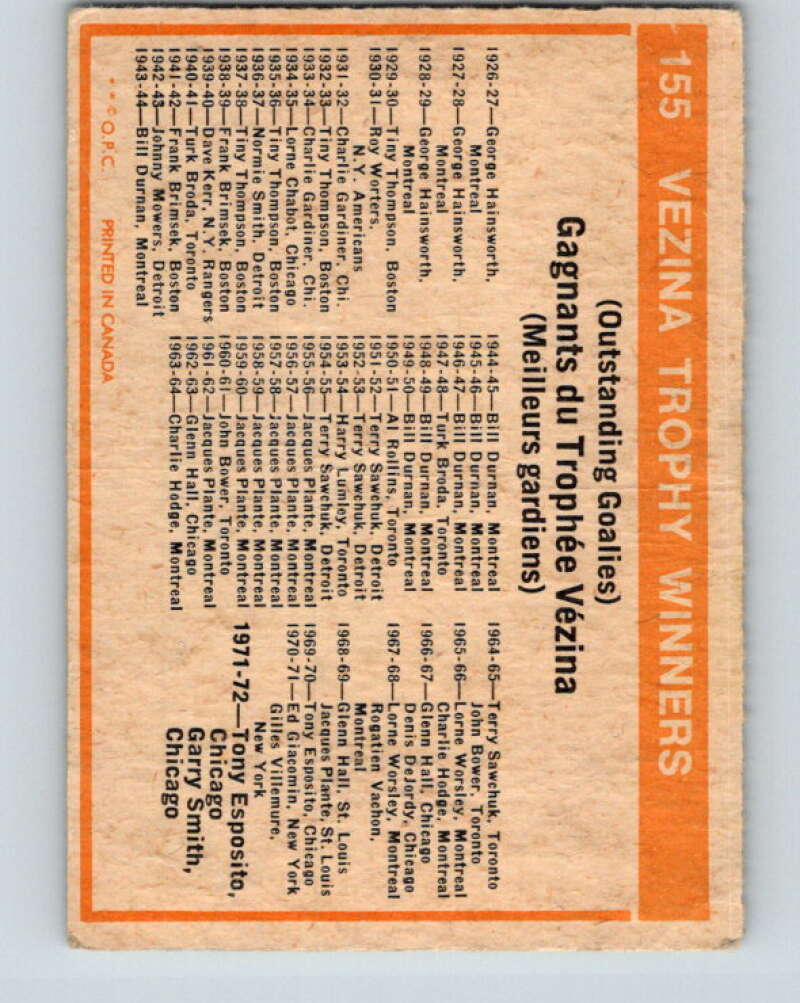 155 VEZINA TROPHY WINNERS
(Outstanding Goalies)
Gagnants du Trophée Vézina
(Meilleurs gardiens)
1926-27—George Hainsworth,
Montreal
1927-28—George Hainsworth,
Montreal
1928-29—George Hainsworth,
Montreal
1929-30—Tiny Thompson, Boston
1930-31—Roy Worters,
N.Y. Americans
1931-32—Charlie Gardiner, Chi.
1932-33—Tiny Thompson, Boston
1933-34—Charlie Gardiner, Chi.
1934-35—Lorne Chabot, Chicago
1935-36—Tiny Thompson, Boston
1936-37—Normie Smith, Detroit
1937-38—Tiny Thompson, Boston
1938-39—Frank Brimsek, Boston
1939-40—Dave Kerr, N.Y. Rangers
1940-41—Turk Broda, Toronto
1941-42—Frank Brimsek, Boston
1942-43—Johnny Mowers, Detroit
1943-44—Bill Durnan, Montreal
1944-45—Bill Durnan, Montreal
1945-46—Bill Durnan, Montreal
1946-47—Bill Durnan, Montreal
1947-48—Turk Broda, Toronto
1948-49—Bill Durnan, Montreal
1949-50—Bill Durnan, Montreal
1950-51—Al Rollins, Toronto
1951-52—Terry Sawchuk, Detroit
1952-53—Terry Sawchuk, Detroit
1953-54—Harry Lumley, Toronto
1954-55—Terry Sawchuk, Detroit
1955-56—Jacques Plante, Montreal
1956-57—Jacques Plante, Montreal
1957-58—Jacques Plante, Montreal
1958-59—Jacques Plante, Montreal
1959-60—Jacques Plante, Montreal
1960-61—John Bower, Toronto
1961-62—Jacques Plante, Montreal
1962-63—Glenn Hall, Chicago
1963-64—Charlie Hodge, Montreal
1964-65—Terry Sawchuk, Toronto
John Bower, Toronto
1965-66—Lorne Worsley, Montreal
Charlie Hodge, Montreal
1966-67—Glenn Hall, Chicago
Denis DeJordy, Chicago
1967-68—Lorne Worsley, Montreal
Rogatien Vachon,
Montreal
1968-69—Glenn Hall, St. Louis
Jacques Plante, St. Louis
1969-70—Tony Esposito, Chicago
1970-71—Ed Giacomin, New York
Gilles Villemure,
New York
1971-72—Tony Esposito,
Chicago
Garry Smith,
Chicago
**© O.P.C. PRINTED IN CANADA